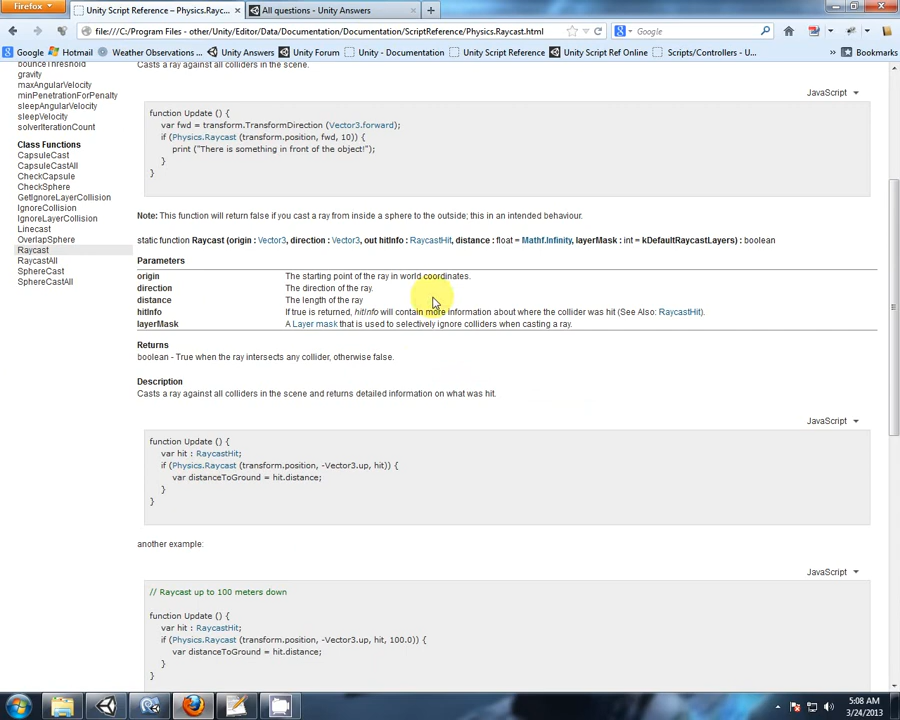 Firefox
Unity Script Reference – Physics.Rayc...
All questions - Unity Answers
file:///C:/Program Files - other/Unity/Editor/Data/Documentation/Documentation/ScriptReference/Physics.Raycast.html
Google
Google Hotmail Weather Observations ... Unity Answers Unity Forum Unity - Documentation Unity Script Reference Unity Script Ref Online Scripts/Controllers - U... » Bookmarks
bounceThreshold
gravity
maxAngularVelocity
minPenetrationForPenalty
sleepAngularVelocity
sleepVelocity
solverIterationCount
Class Functions
CapsuleCast
CapsuleCastAll
CheckCapsule
CheckSphere
GetIgnoreLayerCollision
IgnoreCollision
IgnoreLayerCollision
Linecast
OverlapSphere
Raycast
RaycastAll
SphereCast
SphereCastAll
Casts a ray against all colliders in the scene.
JavaScript
function Update () {
var fwd = transform.TransformDirection (Vector3.forward);
if (Physics.Raycast (transform.position, fwd, 10)) {
print ("There is something in front of the object!");
}
}
Note: This function will return false if you cast a ray from inside a sphere to the outside; this in an intended behaviour.
static function Raycast (origin : Vector3, direction : Vector3, out hitInfo : RaycastHit, distance : float = Mathf.Infinity, layerMask : int = kDefaultRaycastLayers) : boolean
Parameters
origin The starting point of the ray in world coordinates.
direction The direction of the ray.
distance The length of the ray
hitInfo If true is returned, hitInfo will contain more information about where the collider was hit (See Also: RaycastHit).
layerMask A Layer mask that is used to selectively ignore colliders when casting a ray.
Returns
boolean - True when the ray intersects any collider, otherwise false.
Description
Casts a ray against all colliders in the scene and returns detailed information on what was hit.
JavaScript
function Update () {
var hit : RaycastHit;
if (Physics.Raycast (transform.position, -Vector3.up, hit)) {
var distanceToGround = hit.distance;
}
}
another example:
JavaScript
// Raycast up to 100 meters down
function Update () {
var hit : RaycastHit;
if (Physics.Raycast (transform.position, -Vector3.up, hit, 100.0)) {
var distanceToGround = hit.distance;
}
}
5:08 AM
3/24/2013